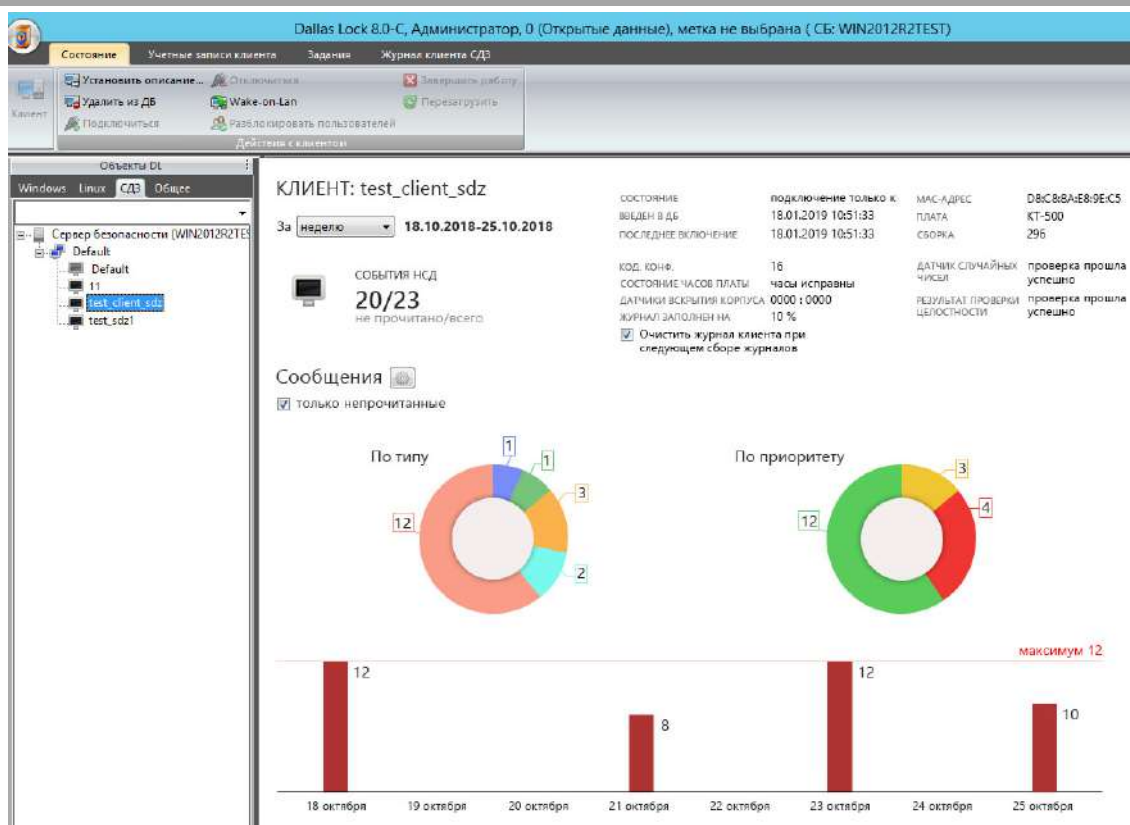 Dallas Lock 8.0-С, Администратор, 0 (Открытые данные), метка не выбрана ( СБ: WIN2012R2TEST)
Состояние Учетные записи клиента Задания Журнал клиента СДЗ
Установить описание... Отключиться Завершить работу
Удалить из ДБ Wake-on-Lan Перезагрузить
Клиент Подключиться Разблокировать пользователей
Действия с клиентом
Объекты DL
Windows Linux СДЗ Общее
Сервер безопасности (WIN2012R2TES
Default
Default
11
test_client_sdz
test_sdz1
КЛИЕНТ: test_client_sdz
За неделю 18.10.2018-25.10.2018
СОБЫТИЯ НСД
20/23
не прочитано/всего
СОСТОЯНИЕ подключение только к
ВВЕДЕН В ДБ 18.01.2019 10:51:33
ПОСЛЕДНЕЕ ВКЛЮЧЕНИЕ 18.01.2019 10:51:33
КОД. КОНФ. 16
СОСТОЯНИЕ ЧАСОВ ПЛАТЫ часы исправны
ДАТЧИКИ ВСКРЫТИЯ КОРПУСА 0000 : 0000
ЖУРНАЛ ЗАПОЛНЕН НА 10 %
Очистить журнал клиента при
следующем сборе журналов
MAC-АДРЕС D8:C8:8A:E8:9E:C5
ПЛАТА КТ-500
СБОРКА 296
ДАТЧИК СЛУЧАЙНЫХ проверка прошла
ЧИСЕЛ успешно
РЕЗУЛЬТАТ ПРОВЕРКИ проверка прошла
ЦЕЛОСТНОСТИ успешно
Сообщения
только непрочитанные
По типу
1
1
3
2
12
По приоритету
3
4
12
максимум 12
12
8
12
10
18 октября 19 октября 20 октября 21 октября 22 октября 23 октября 24 октября 25 октября